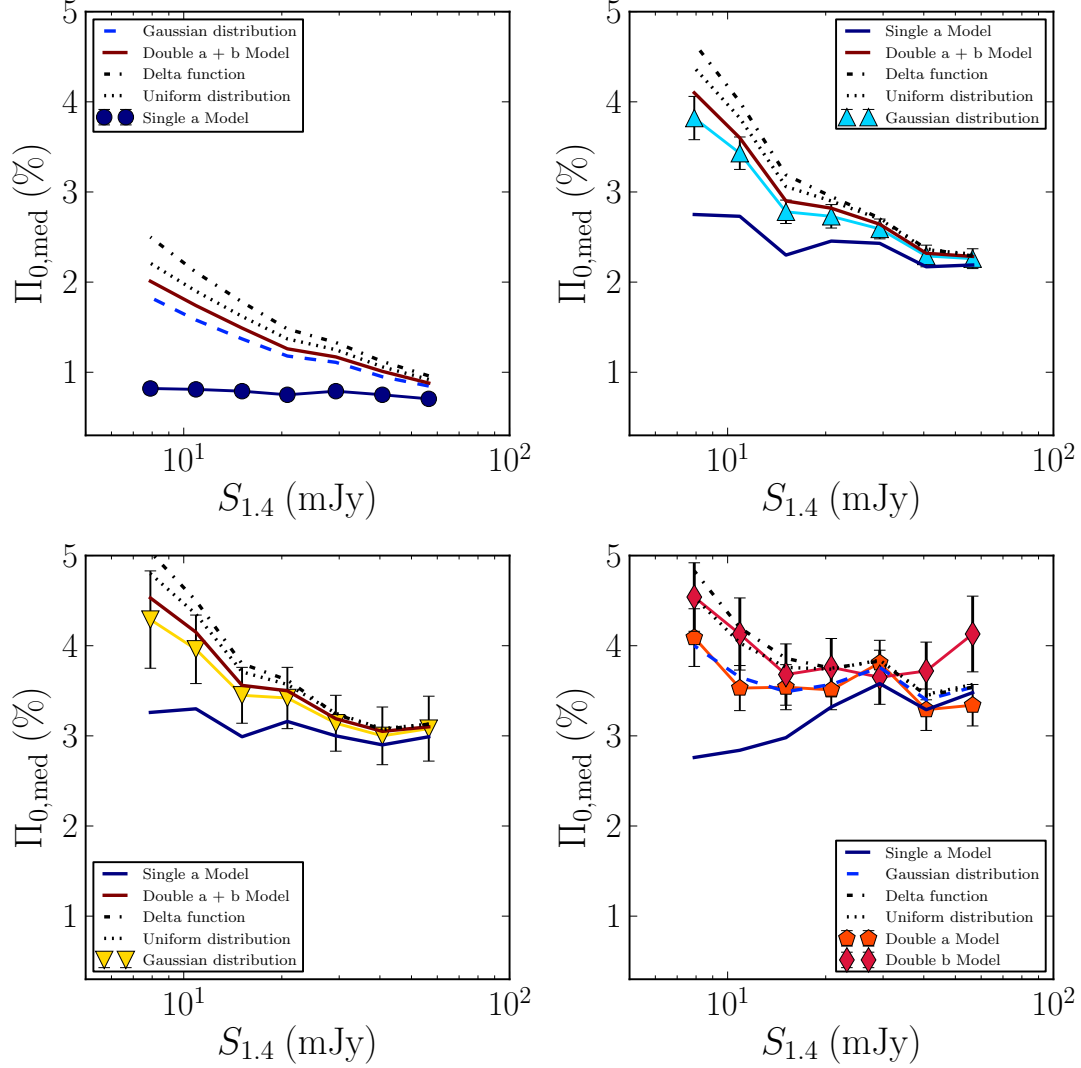 5
4
3
2
1
Π0,med (%)
Gaussian distribution
Double a + b Model
Delta function
Uniform distribution
Single a Model
10^1
10^2
S1.4 (mJy)
5
4
3
2
1
Π0,med (%)
Single a Model
Double a + b Model
Delta function
Uniform distribution
Gaussian distribution
10^1
10^2
S1.4 (mJy)
5
4
3
2
1
Π0,med (%)
Single a Model
Double a + b Model
Delta function
Uniform distribution
Gaussian distribution
10^1
10^2
S1.4 (mJy)
5
4
3
2
1
Π0,med (%)
Single a Model
Gaussian distribution
Delta function
Uniform distribution
Double a Model
Double b Model
10^1
10^2
S1.4 (mJy)